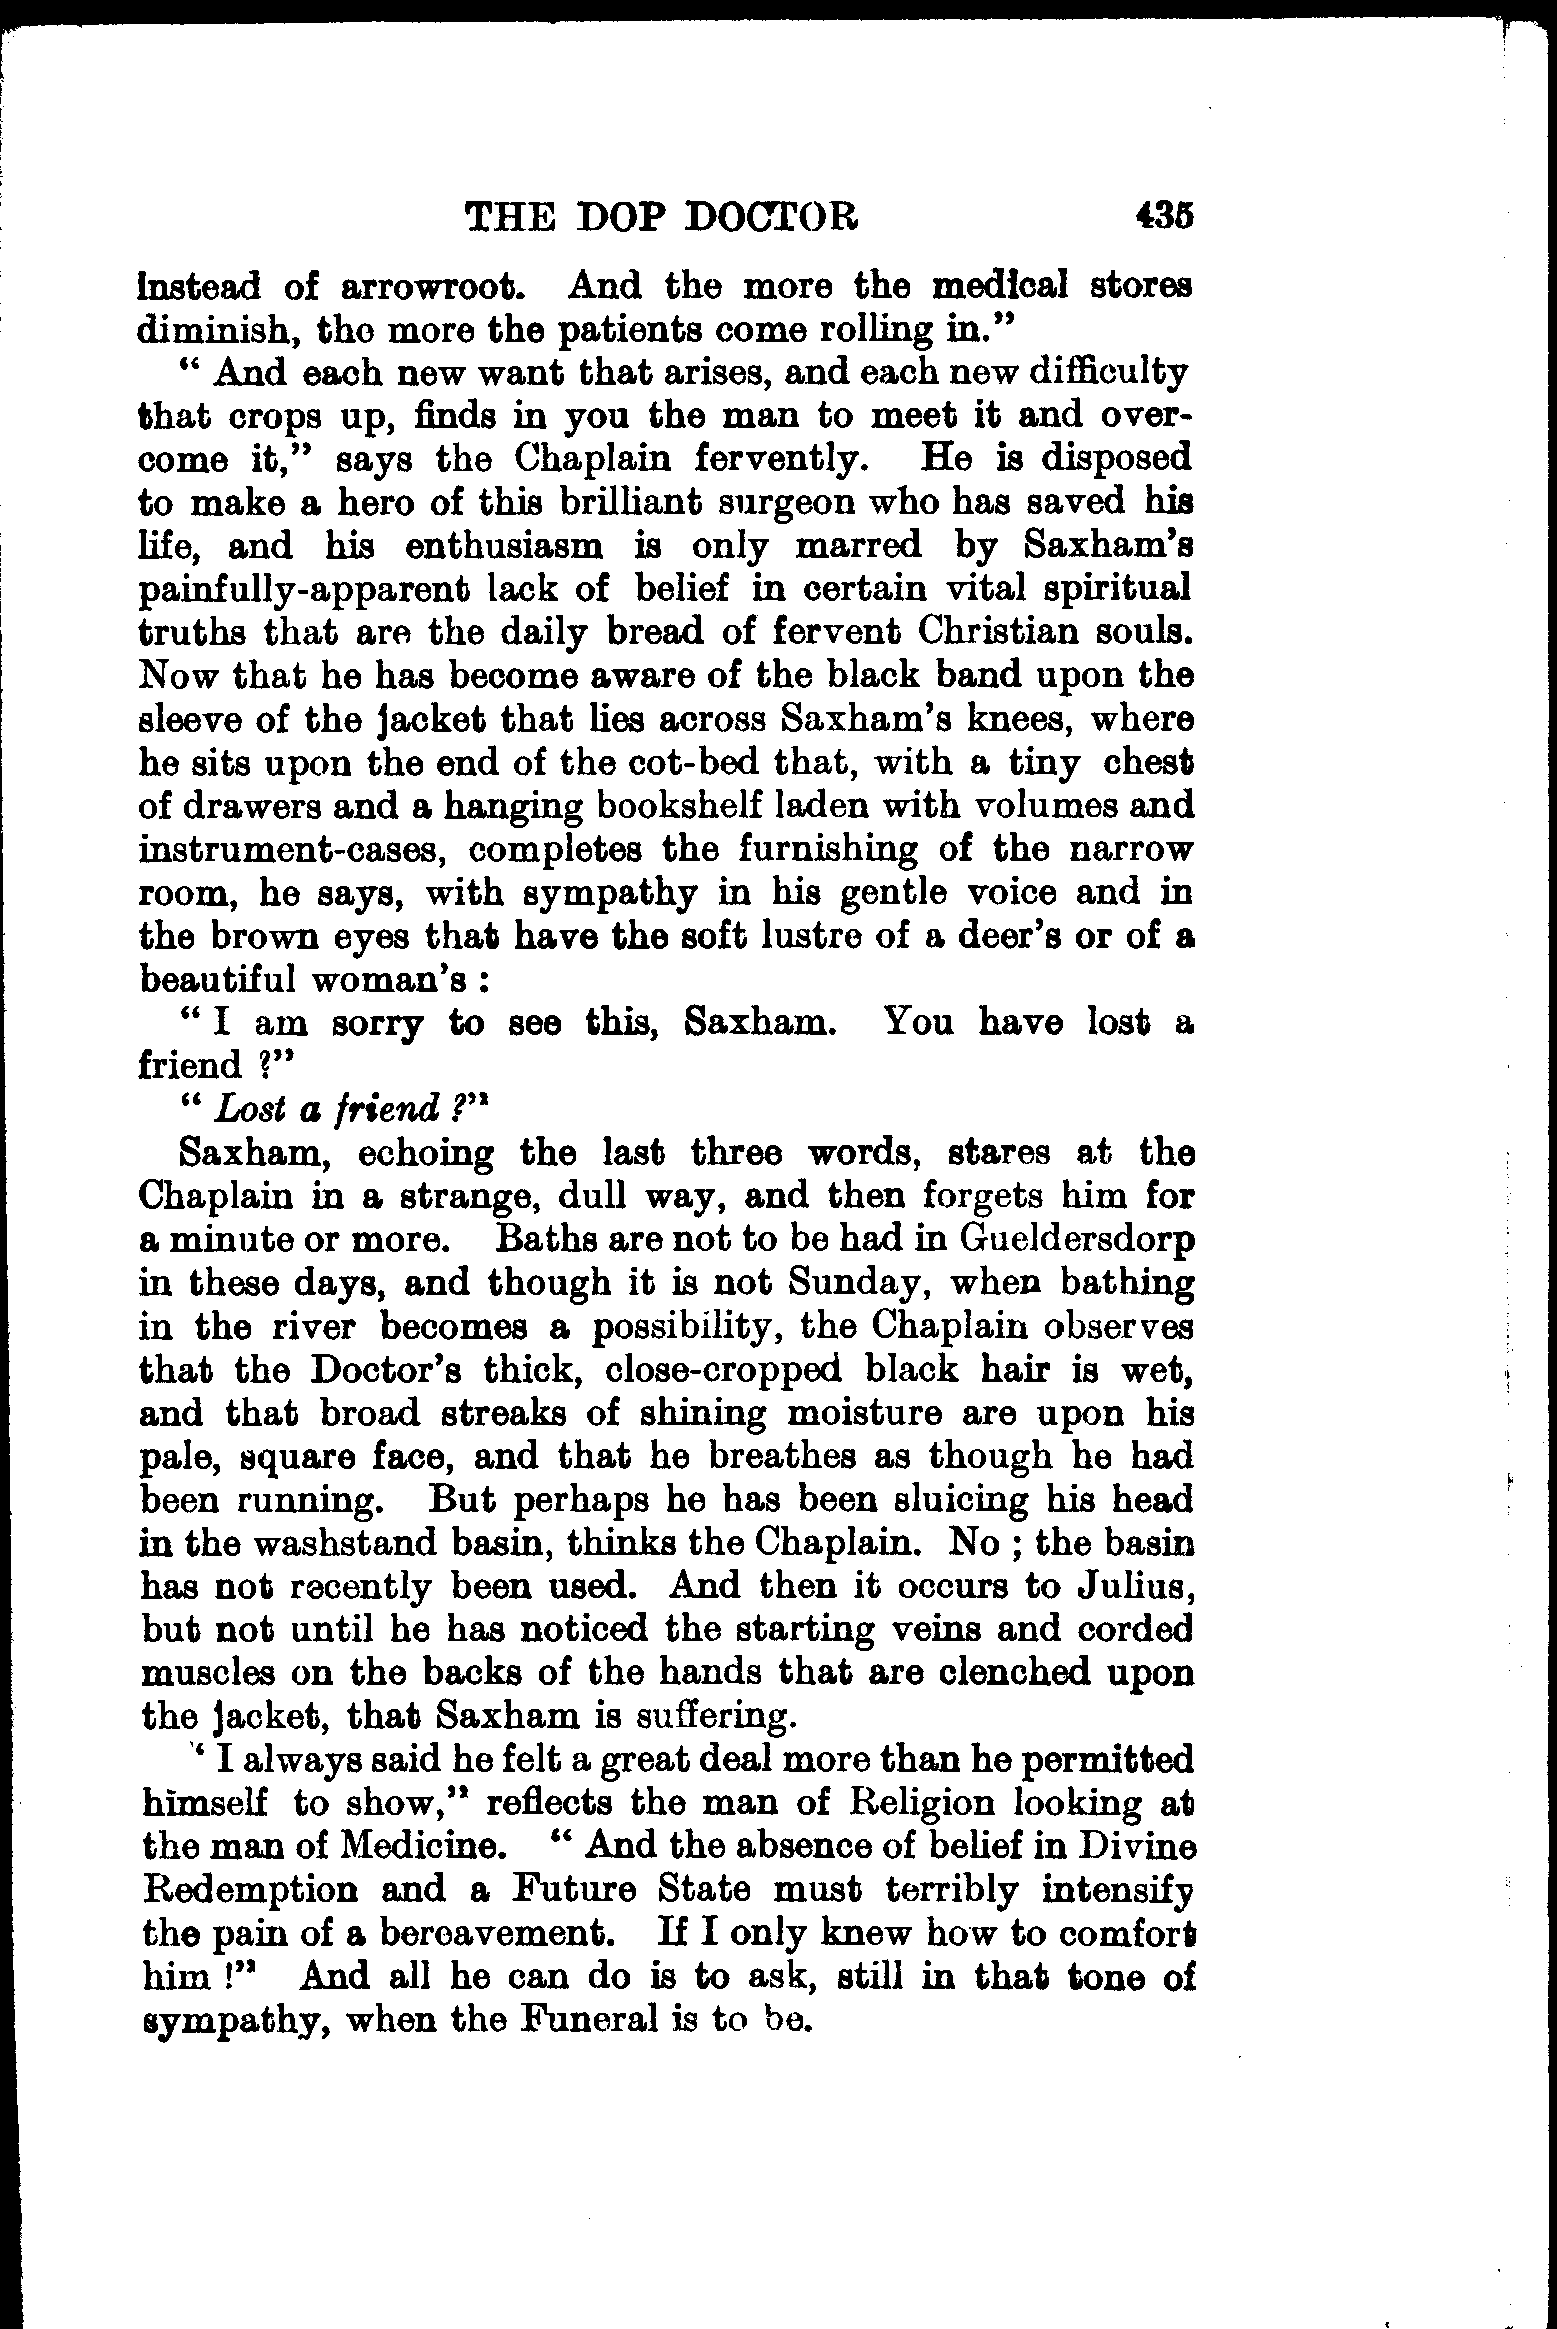 THE DOP DOCTOR 435
instead of arrowroot. And the more the medical stores
diminish, the more the patients come rolling in."
" And each new want that arises, and each new difficulty
that crops up, finds in you the man to meet it and over-
come it," says the Chaplain fervently. He is disposed
to make a hero of this brilliant surgeon who has saved his
life, and his enthusiasm is only marred by Saxham's
painfully-apparent lack of belief in certain vital spiritual
truths that are the daily bread of fervent Christian souls.
Now that he has become aware of the black band upon the
sleeve of the jacket that lies across Saxham's knees, where
he sits upon the end of the cot-bed that, with a tiny chest
of drawers and a hanging bookshelf laden with volumes and
instrument-cases, completes the furnishing of the narrow
room, he says, with sympathy in his gentle voice and in
the brown eyes that have the soft lustre of a deer's or of a
beautiful woman's :
" I am sorry to see this, Saxham. You have lost a
friend ?"
" Lost a friend ?"
Saxham, echoing the last three words, stares at the
Chaplain in a strange, dull way, and then forgets him for
a minute or more. Baths are not to be had in Gueldersdorp
in these days, and though it is not Sunday, when bathing
in the river becomes a possibility, the Chaplain observes
that the Doctor's thick, close-cropped black hair is wet,
and that broad streaks of shining moisture are upon his
pale, square face, and that he breathes as though he had
been running. But perhaps he has been sluicing his head
in the washstand basin, thinks the Chaplain. No ; the basin
has not recently been used. And then it occurs to Julius,
but not until he has noticed the starting veins and corded
muscles on the backs of the hands that are clenched upon
the jacket, that Saxham is suffering.
" I always said he felt a great deal more than he permitted
himself to show," reflects the man of Religion looking at
the man of Medicine. " And the absence of belief in Divine
Redemption and a Future State must terribly intensify
the pain of a bereavement. If I only knew how to comfort
him !" And all he can do is to ask, still in that tone of
sympathy, when the Funeral is to be.